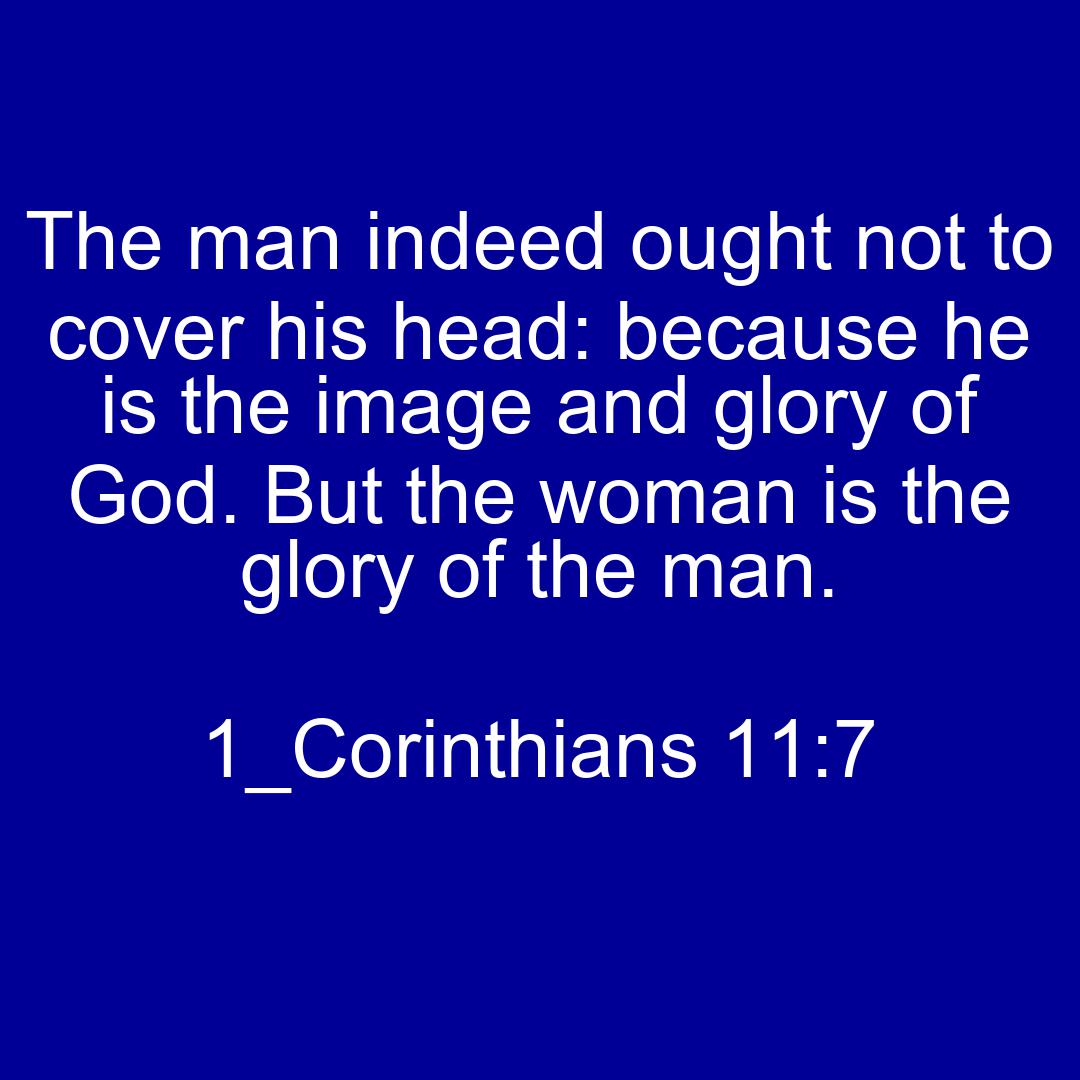 The man indeed ought not to
cover his head: because he
is the image and glory of
God. But the woman is the
glory of the man.
1_Corinthians 11:7